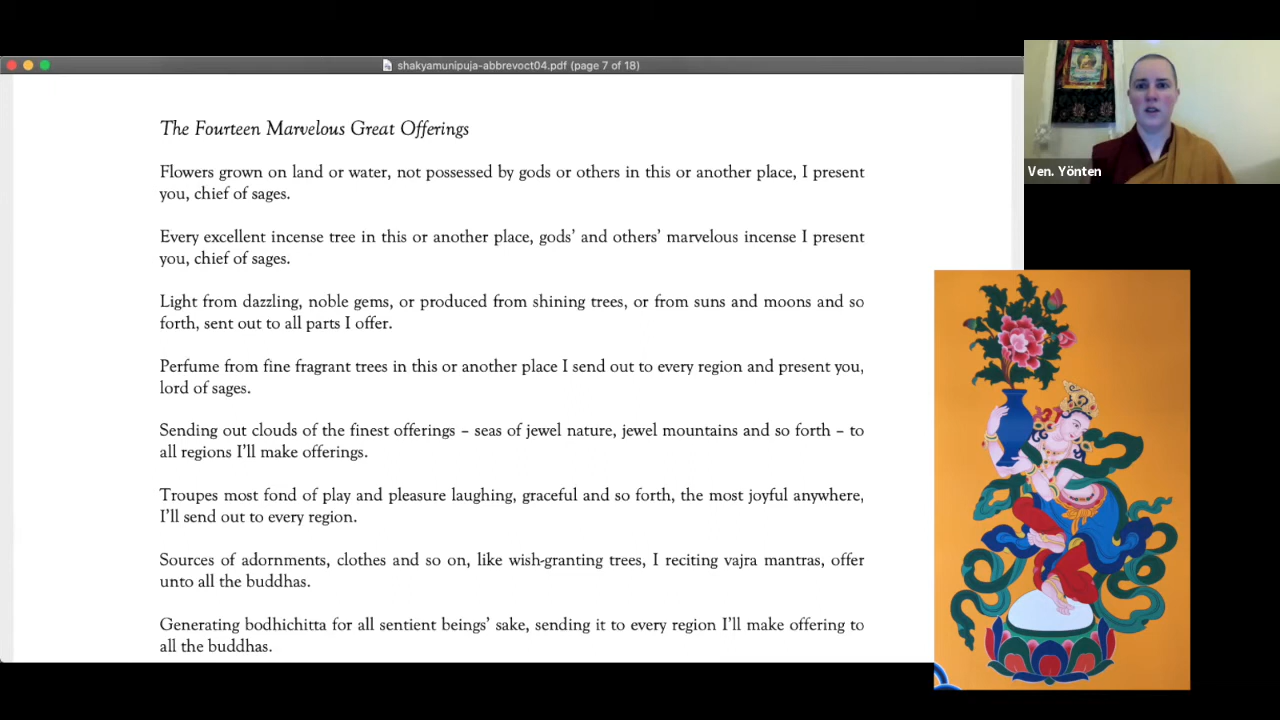 shakyamunipuja-abbrevoct04.pdf (page 7 of 18)
The Fourteen Marvelous Great Offerings
Flowers grown on land or water, not possessed by gods or others in this or another place, I present
you, chief of sages.
Every excellent incense tree in this or another place, gods’ and others’ marvelous incense I present
you, chief of sages.
Light from dazzling, noble gems, or produced from shining trees, or from suns and moons and so
forth, sent out to all parts I offer.
Perfume from fine fragrant trees in this or another place I send out to every region and present you,
lord of sages.
Sending out clouds of the finest offerings – seas of jewel nature, jewel mountains and so forth – to
all regions I’ll make offerings.
Troupes most fond of play and pleasure laughing, graceful and so forth, the most joyful anywhere,
I’ll send out to every region.
Sources of adornments, clothes and so on, like wish-granting trees, I reciting vajra mantras, offer
unto all the buddhas.
Generating bodhichitta for all sentient beings’ sake, sending it to every region I’ll make offering to
all the buddhas.
Ven. Yönten